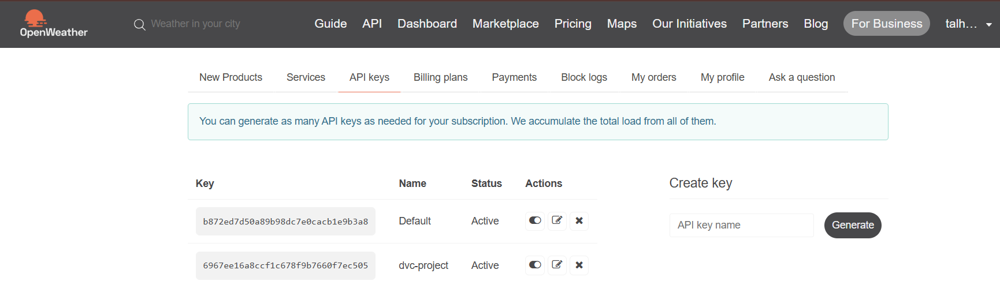 OpenWeather
Weather in your city
Guide API Dashboard Marketplace Pricing Maps Our Initiatives Partners Blog For Business talh...
New Products Services API keys Billing plans Payments Block logs My orders My profile Ask a question
You can generate as many API keys as needed for your subscription. We accumulate the total load from all of them.
Key Name Status Actions
b872ed7d50a89b98dc7e0cacb1e9b3a8 Default Active
6967ee16a8ccf1c678f9b7660f7ec505 dvc-project Active
Create key
API key name Generate